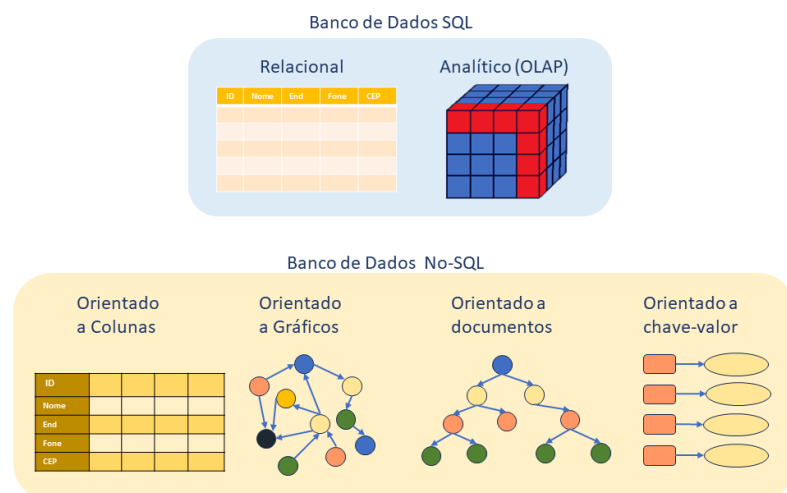 Banco de Dados SQL
Relacional
Analítico (OLAP)
ID Nome End Fone CEP
Banco de Dados No-SQL
Orientado
a Colunas
Orientado
a Gráficos
Orientado a
documentos
Orientado a
chave-valor
ID
Nome
End
Fone
CEP